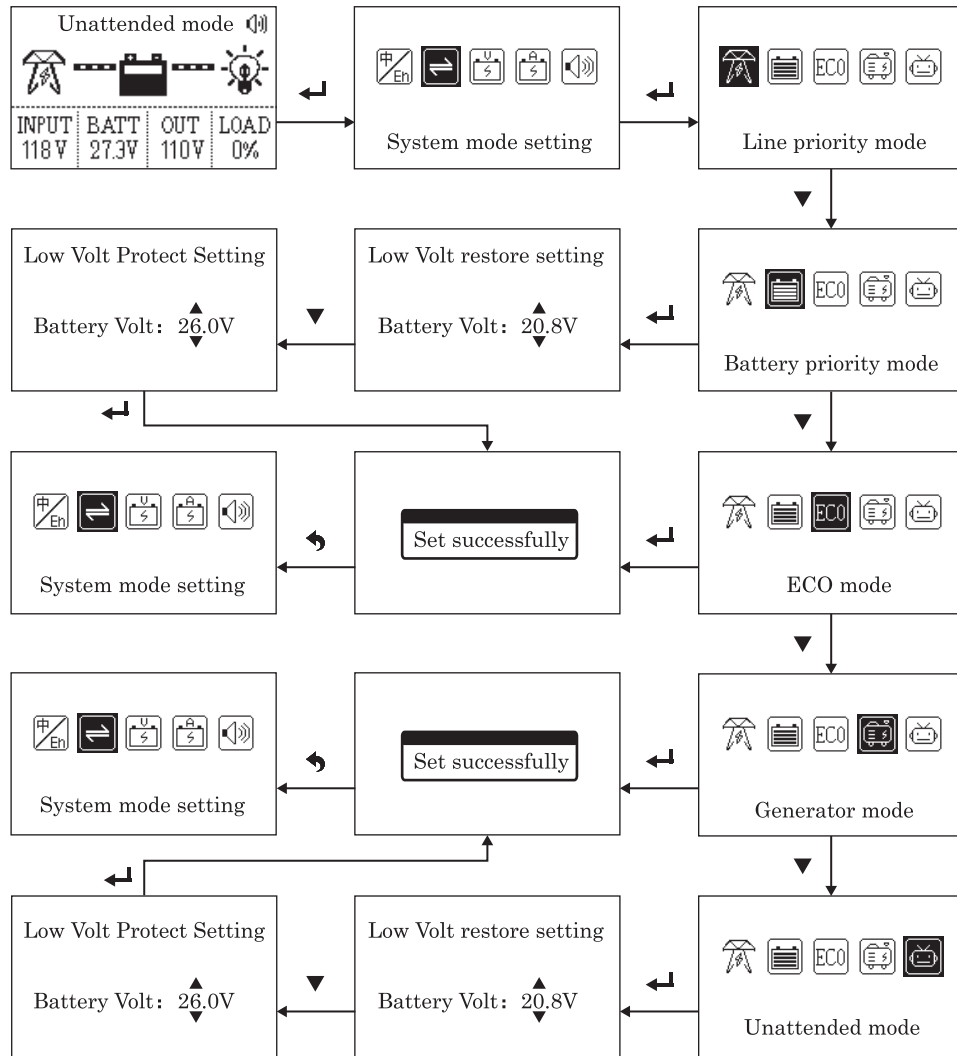 Unattended mode
INPUT BATT OUT LOAD
118V 27.3V 110V 0%
中/En V A
System mode setting
ECO
Line priority mode
Low Volt Protect Setting
Battery Volt: 26.0V
Low Volt restore setting
Battery Volt: 20.8V
ECO
Battery priority mode
中/En V A
System mode setting
Set successfully
ECO
ECO mode
中/En V A
System mode setting
Set successfully
ECO
Generator mode
Low Volt Protect Setting
Battery Volt: 26.0V
Low Volt restore setting
Battery Volt: 20.8V
ECO
Unattended mode